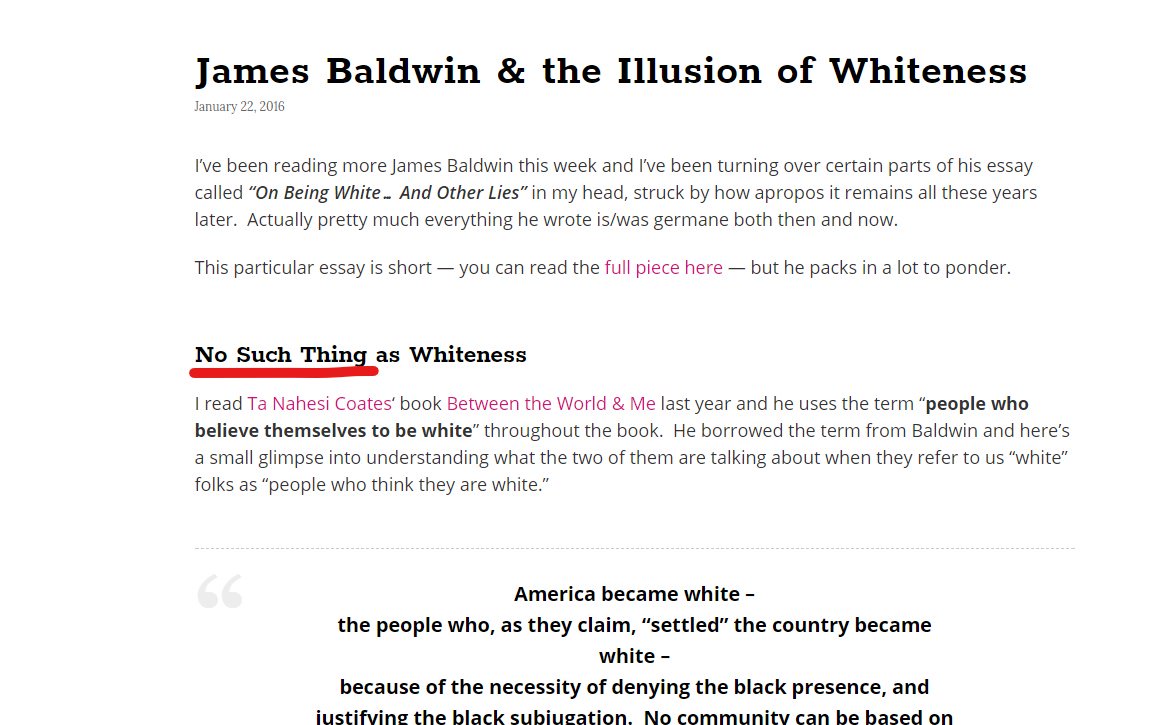 James Baldwin & the Illusion of Whiteness
January 22, 2016
I’ve been reading more James Baldwin this week and I’ve been turning over certain parts of his essay
called “On Being White… And Other Lies” in my head, struck by how apropos it remains all these years
later.  Actually pretty much everything he wrote is/was germane both then and now.
This particular essay is short — you can read the full piece here — but he packs in a lot to ponder.
No Such Thing as Whiteness
I read Ta Nahesi Coates‘ book Between the World & Me last year and he uses the term “people who
believe themselves to be white” throughout the book.  He borrowed the term from Baldwin and here’s
a small glimpse into understanding what the two of them are talking about when they refer to us “white”
folks as “people who think they are white.”
“
America became white –
the people who, as they claim, “settled” the country became
white –
because of the necessity of denying the black presence, and
justifying the black subjugation.  No community can be based on